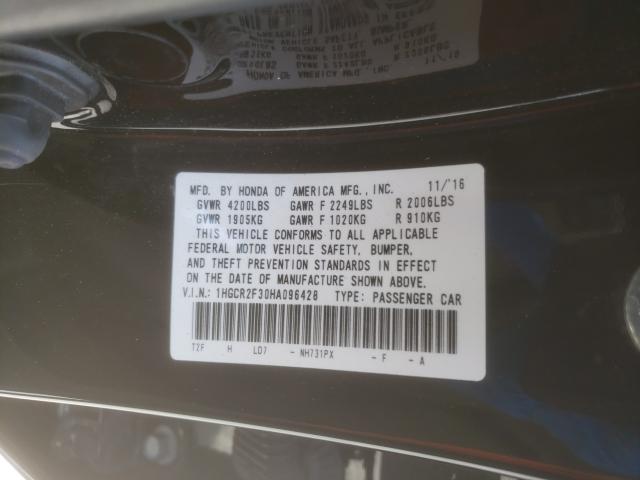 MFD. BY HONDA OF AMERICA MFG., INC. 11/'16
GVWR 4200LBS GAWR F 2249LBS R 2006LBS
GVWR 1905KG GAWR F 1020KG R 910KG
THIS VEHICLE CONFORMS TO ALL APPLICABLE
FEDERAL MOTOR VEHICLE SAFETY, BUMPER,
AND THEFT PREVENTION STANDARDS IN EFFECT
ON THE DATE OF MANUFACTURE SHOWN ABOVE.
V.I.N.: 1HGCR2F30HA096428 TYPE: PASSENGER CAR
T2F H LD7 - NH731PX - F - A